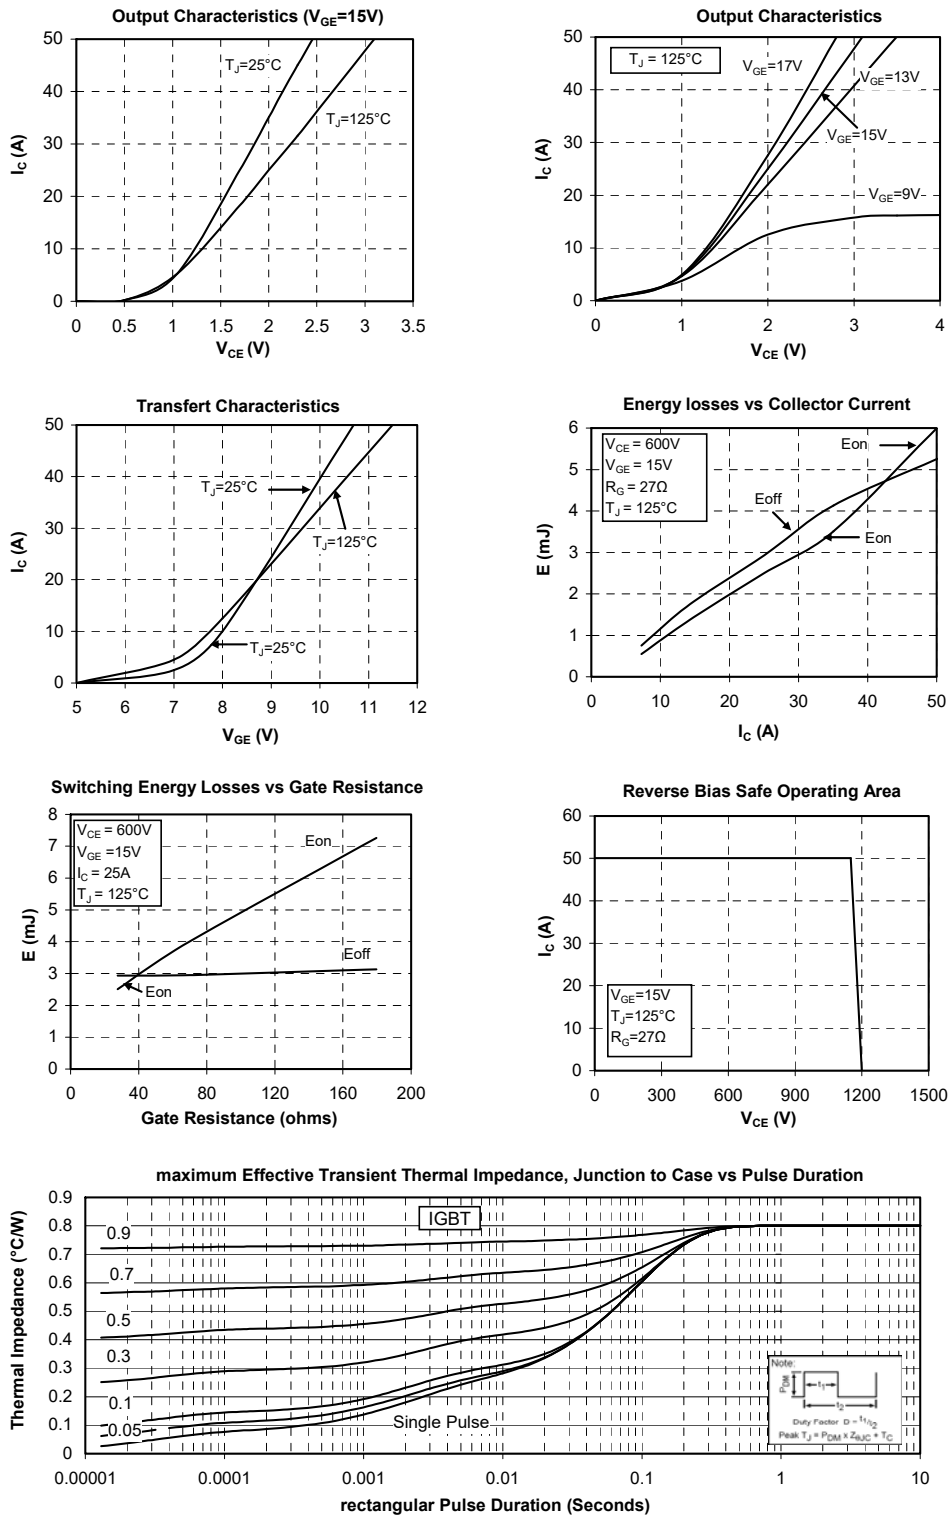 Output Characteristics (VGE=15V)
50
40
30
20
10
0
IC (A)
TJ=25°C
TJ=125°C
0 0.5 1 1.5 2 2.5 3 3.5
VCE (V)
Output Characteristics
50
40
30
20
10
0
IC (A)
TJ = 125°C
VGE=17V
VGE=13V
VGE=15V
VGE=9V
0 1 2 3 4
VCE (V)
Transfert Characteristics
50
40
30
20
10
0
IC (A)
TJ=25°C
TJ=125°C
TJ=25°C
5 6 7 8 9 10 11 12
VGE (V)
Energy losses vs Collector Current
6
5
4
3
2
1
0
E (mJ)
VCE = 600V
VGE = 15V
RG = 27Ω
TJ = 125°C
Eon
Eoff
Eon
0 10 20 30 40 50
IC (A)
Switching Energy Losses vs Gate Resistance
8
7
6
5
4
3
2
1
0
E (mJ)
VCE = 600V
VGE =15V
IC = 25A
TJ = 125°C
Eon
Eoff
Eon
0 40 80 120 160 200
Gate Resistance (ohms)
Reverse Bias Safe Operating Area
60
50
40
30
20
10
0
IC (A)
VGE=15V
TJ=125°C
RG=27Ω
0 300 600 900 1200 1500
VCE (V)
maximum Effective Transient Thermal Impedance, Junction to Case vs Pulse Duration
0.9
0.8
0.7
0.6
0.5
0.4
0.3
0.2
0.1
0
Thermal Impedance (°C/W)
IGBT
0.9
0.7
0.5
0.3
0.1
0.05
Single Pulse
Note:
PDM
t1
t2
Duty Factor D = t1/t2
Peak TJ = PDM x ZθJC + TC
0.00001 0.0001 0.001 0.01 0.1 1 10
rectangular Pulse Duration (Seconds)